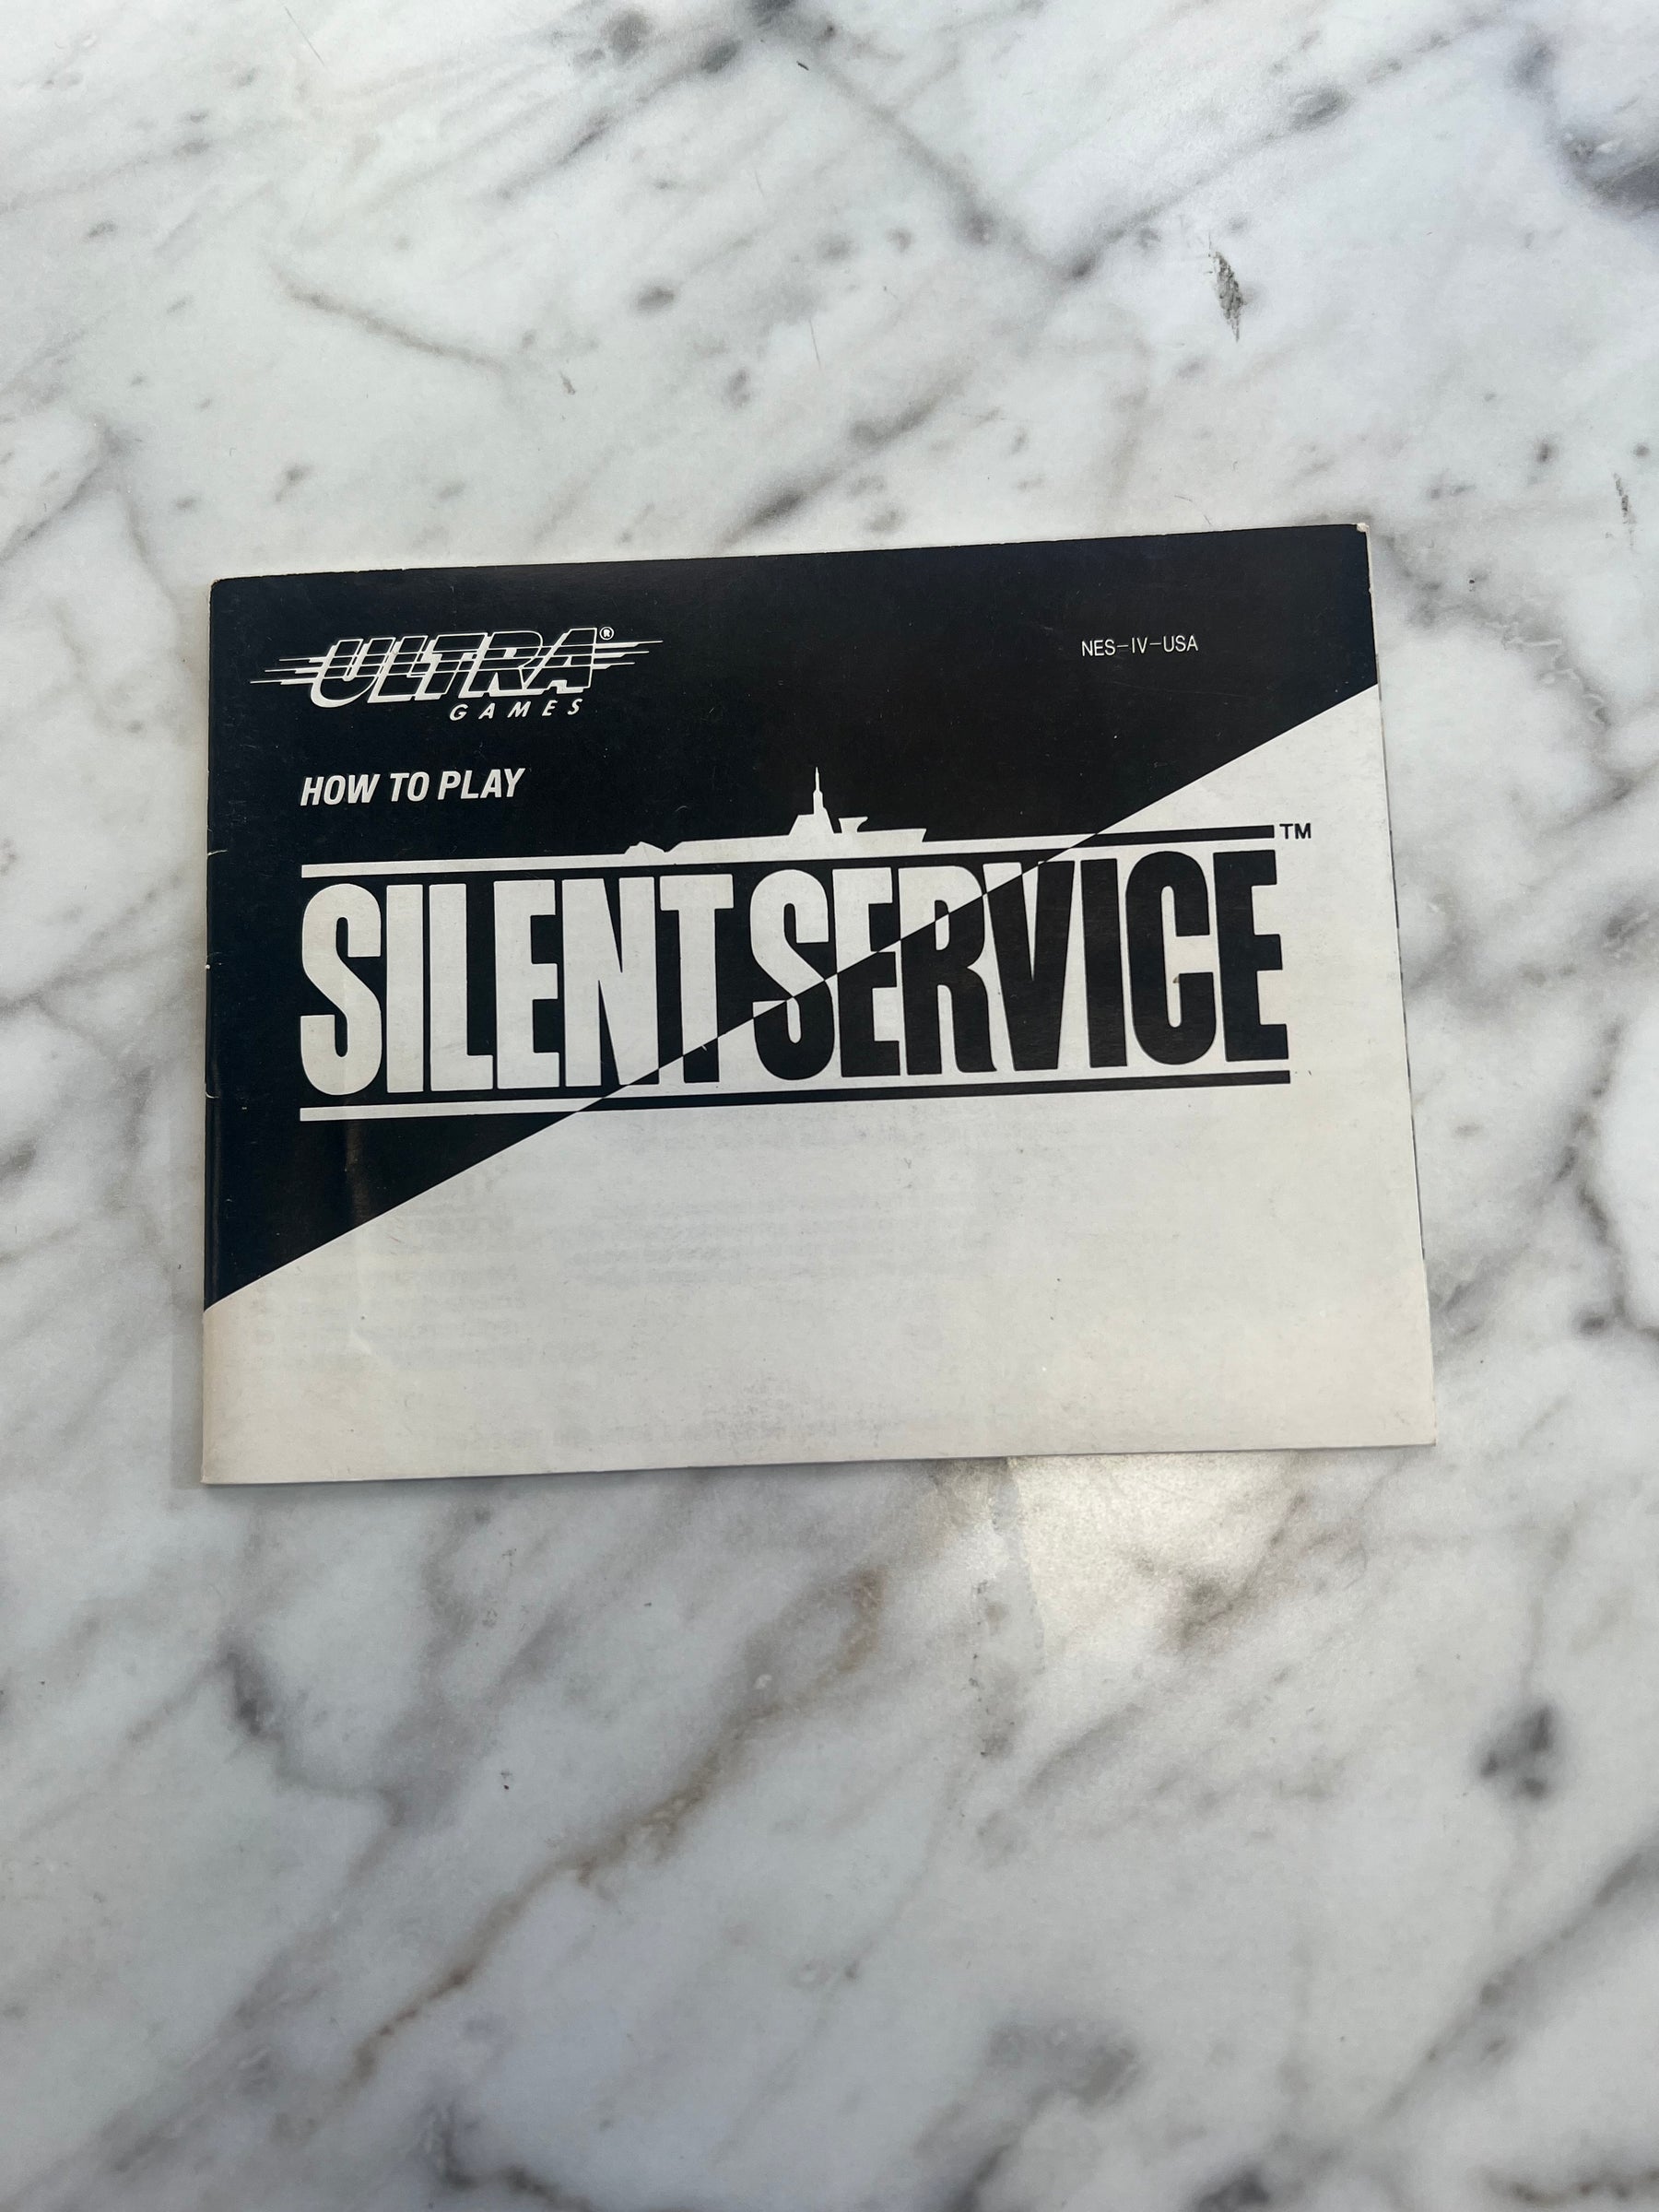 ULTRA®
GAMES
NES-IV-USA
HOW TO PLAY
SILENT SERVICE™